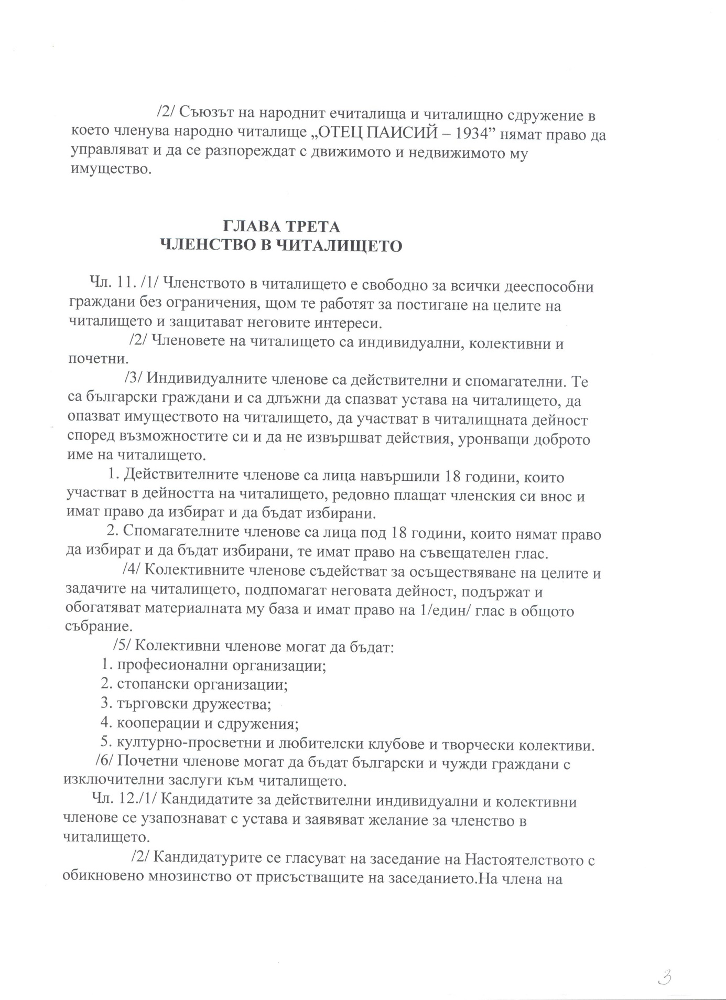 /2/ Съюзът на народнит ечиталища и читалищно сдружение в
което членува народно читалище „ОТЕЦ ПАИСИЙ – 1934” нямат право да
управляват и да се разпореждат с движимото и недвижимото му
имущество.
ГЛАВА ТРЕТА
ЧЛЕНСТВО В ЧИТАЛИЩЕТО
Чл. 11. /1/ Членството в читалището е свободно за всички дееспособни
граждани без ограничения, щом те работят за постигане на целите на
читалището и защитават неговите интереси.
/2/ Членовете на читалището са индивидуални, колективни и
почетни.
/3/ Индивидуалните членове са действителни и спомагателни. Те
са български граждани и са длъжни да спазват устава на читалището, да
опазват имуществото на читалището, да участват в читалищната дейност
според възможностите си и да не извършват действия, уронващи доброто
име на читалището.
1. Действителните членове са лица навършили 18 години, които
участват в дейността на читалището, редовно плащат членския си внос и
имат право да избират и да бъдат избирани.
2. Спомагателните членове са лица под 18 години, които нямат право
да избират и да бъдат избирани, те имат право на съвещателен глас.
/4/ Колективните членове съдействат за осъществяване на целите и
задачите на читалището, подпомагат неговата дейност, подържат и
обогатяват материалната му база и имат право на 1/един/ глас в общото
събрание.
/5/ Колективни членове могат да бъдат:
1. професионални организации;
2. стопански организации;
3. търговски дружества;
4. кооперации и сдружения;
5. културно-просветни и любителски клубове и творчески колективи.
/6/ Почетни членове могат да бъдат български и чужди граждани с
изключителни заслуги към читалището.
Чл. 12./1/ Кандидатите за действителни индивидуални и колективни
членове се узапознават с устава и заявяват желание за членство в
читалището.
/2/ Кандидатурите се гласуват на заседание на Настоятелството с
обикновено мнозинство от присъстващите на заседанието.На члена на
3